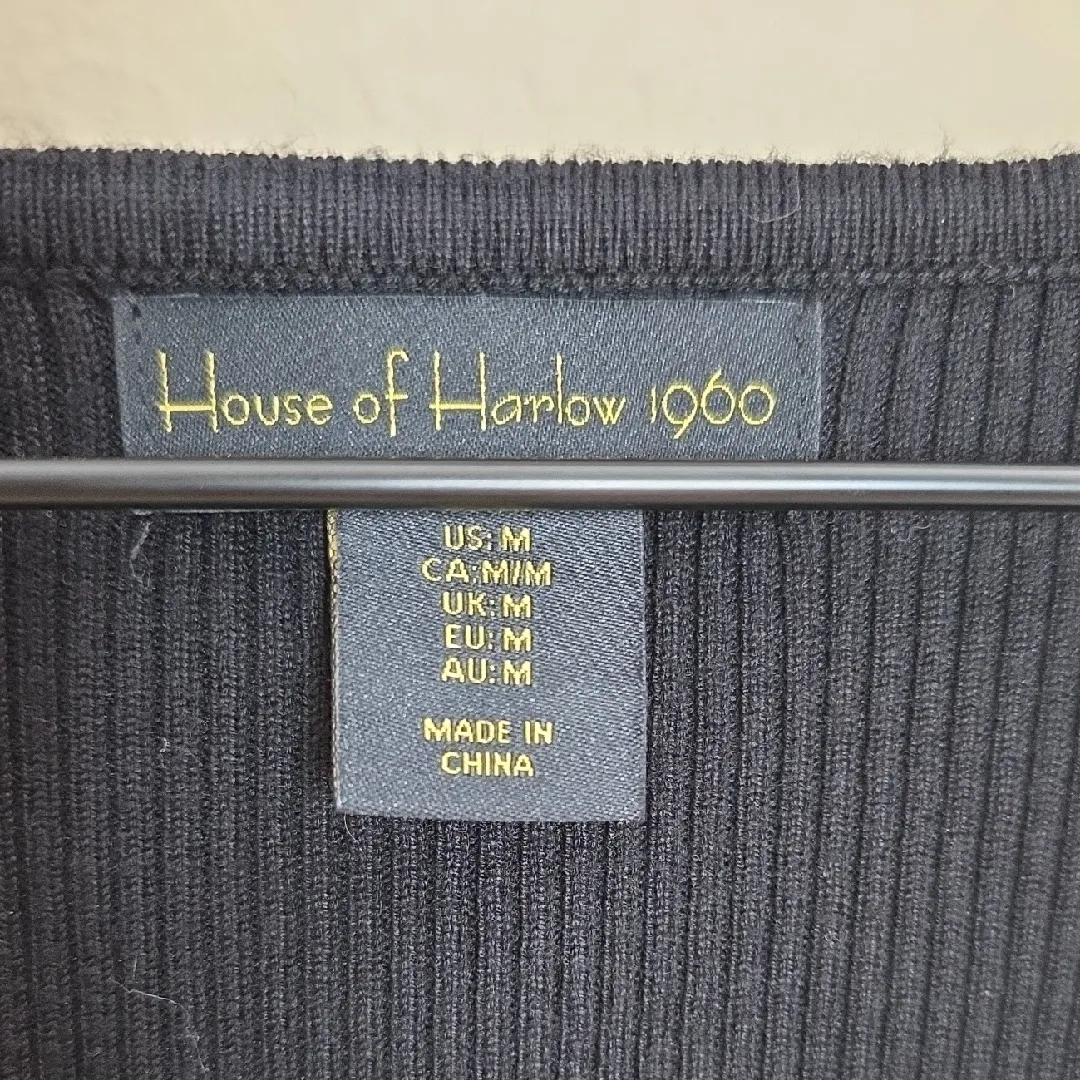 House of Harlow 1960
US: M
CA: M/M
UK: M
EU: M
AU: M
MADE IN
CHINA